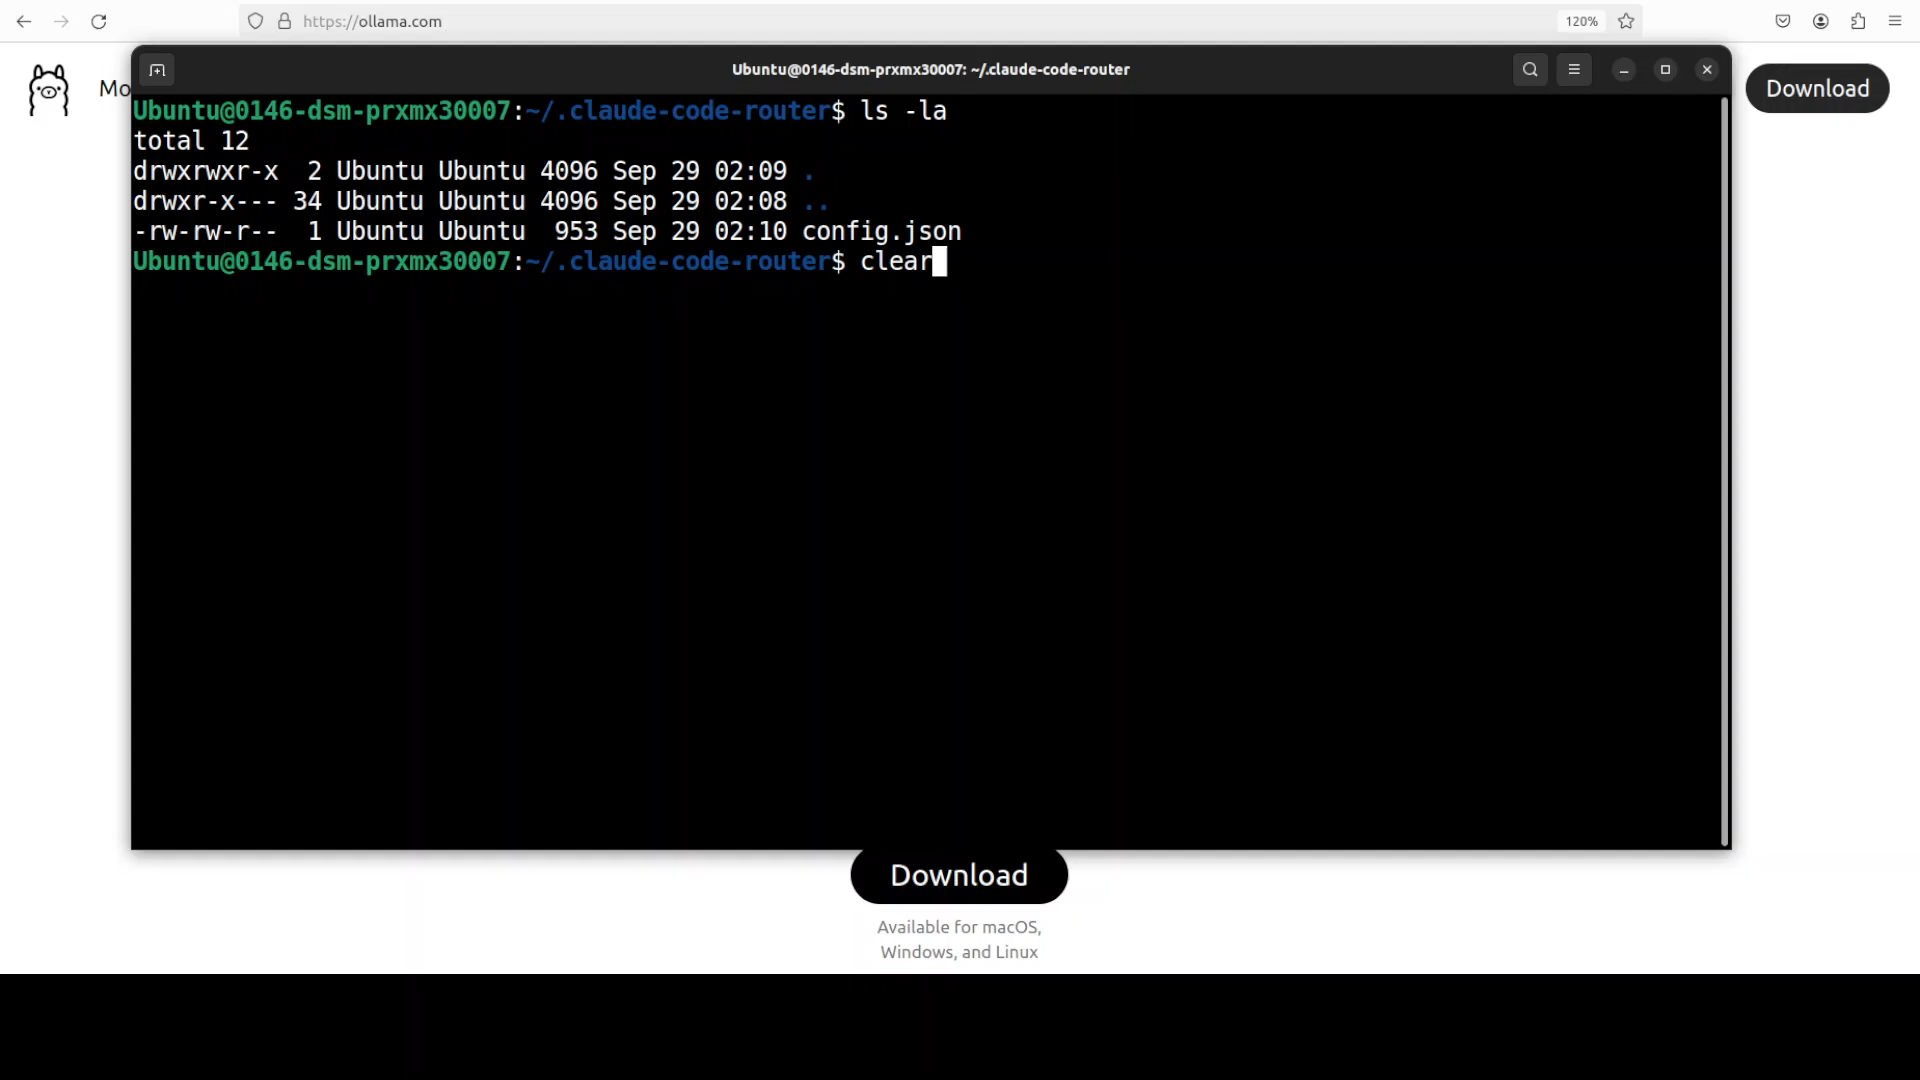 https://ollama.com
120%
Mo
Download
Ubuntu@0146-dsm-prxmx30007: ~/.claude-code-router
Ubuntu@0146-dsm-prxmx30007:~/.claude-code-router$ ls -la
total 12
drwxrwxr-x  2 Ubuntu Ubuntu 4096 Sep 29 02:09 .
drwxr-x--- 34 Ubuntu Ubuntu 4096 Sep 29 02:08 ..
-rw-rw-r--  1 Ubuntu Ubuntu  953 Sep 29 02:10 config.json
Ubuntu@0146-dsm-prxmx30007:~/.claude-code-router$ clear
Download
Available for macOS,
Windows, and Linux